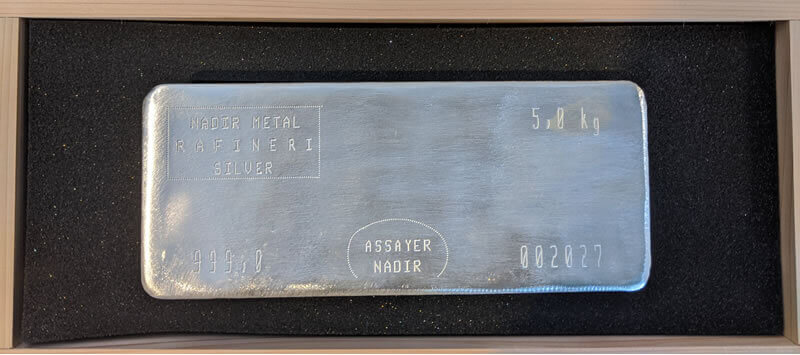 NADIR METAL
RAFINERI
SILVER
5,0 kg
999,0
ASSAYER
NADIR
002027